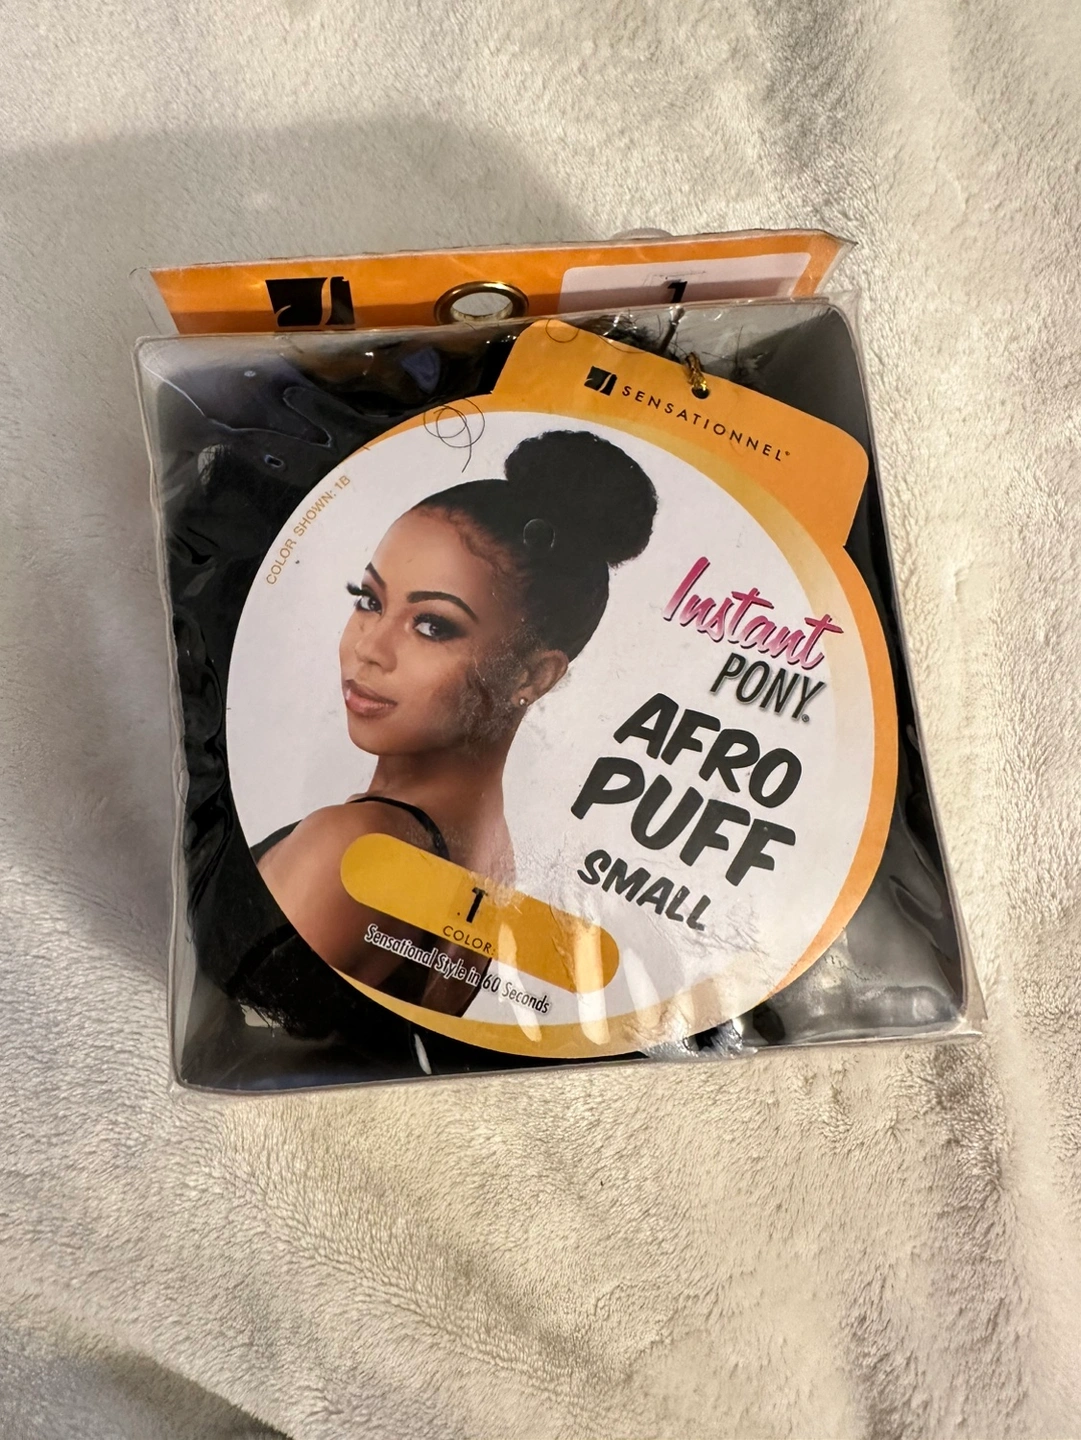 1
SENSATIONNEL®
COLOR SHOWN: 1B
Instant
PONY®
AFRO
PUFF
SMALL
1
COLOR:
Sensational Style in 60 Seconds